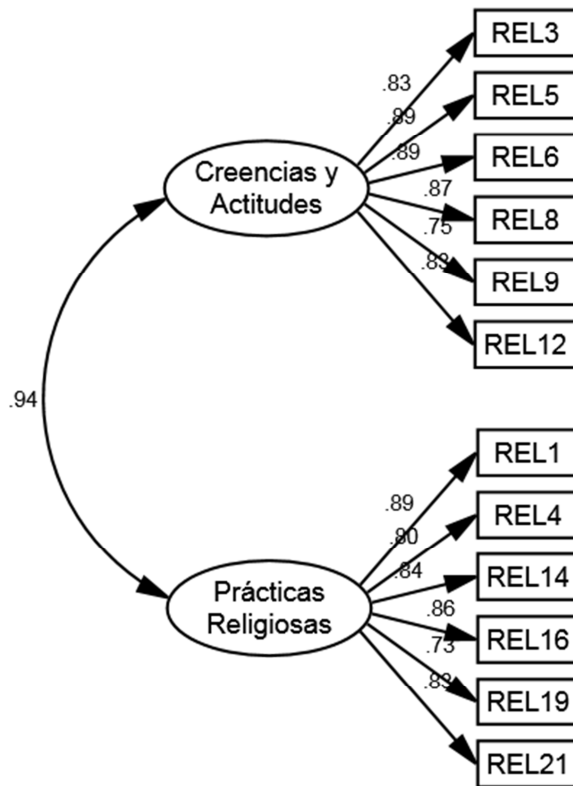 REL3
.83
REL5
.89
.89
REL6
Creencias y
Actitudes
.87
REL8
.75
.83
REL9
REL12
.94
REL1
.89
REL4
.80
.84
REL14
Prácticas
Religiosas
.86
REL16
.73
.83
REL19
REL21